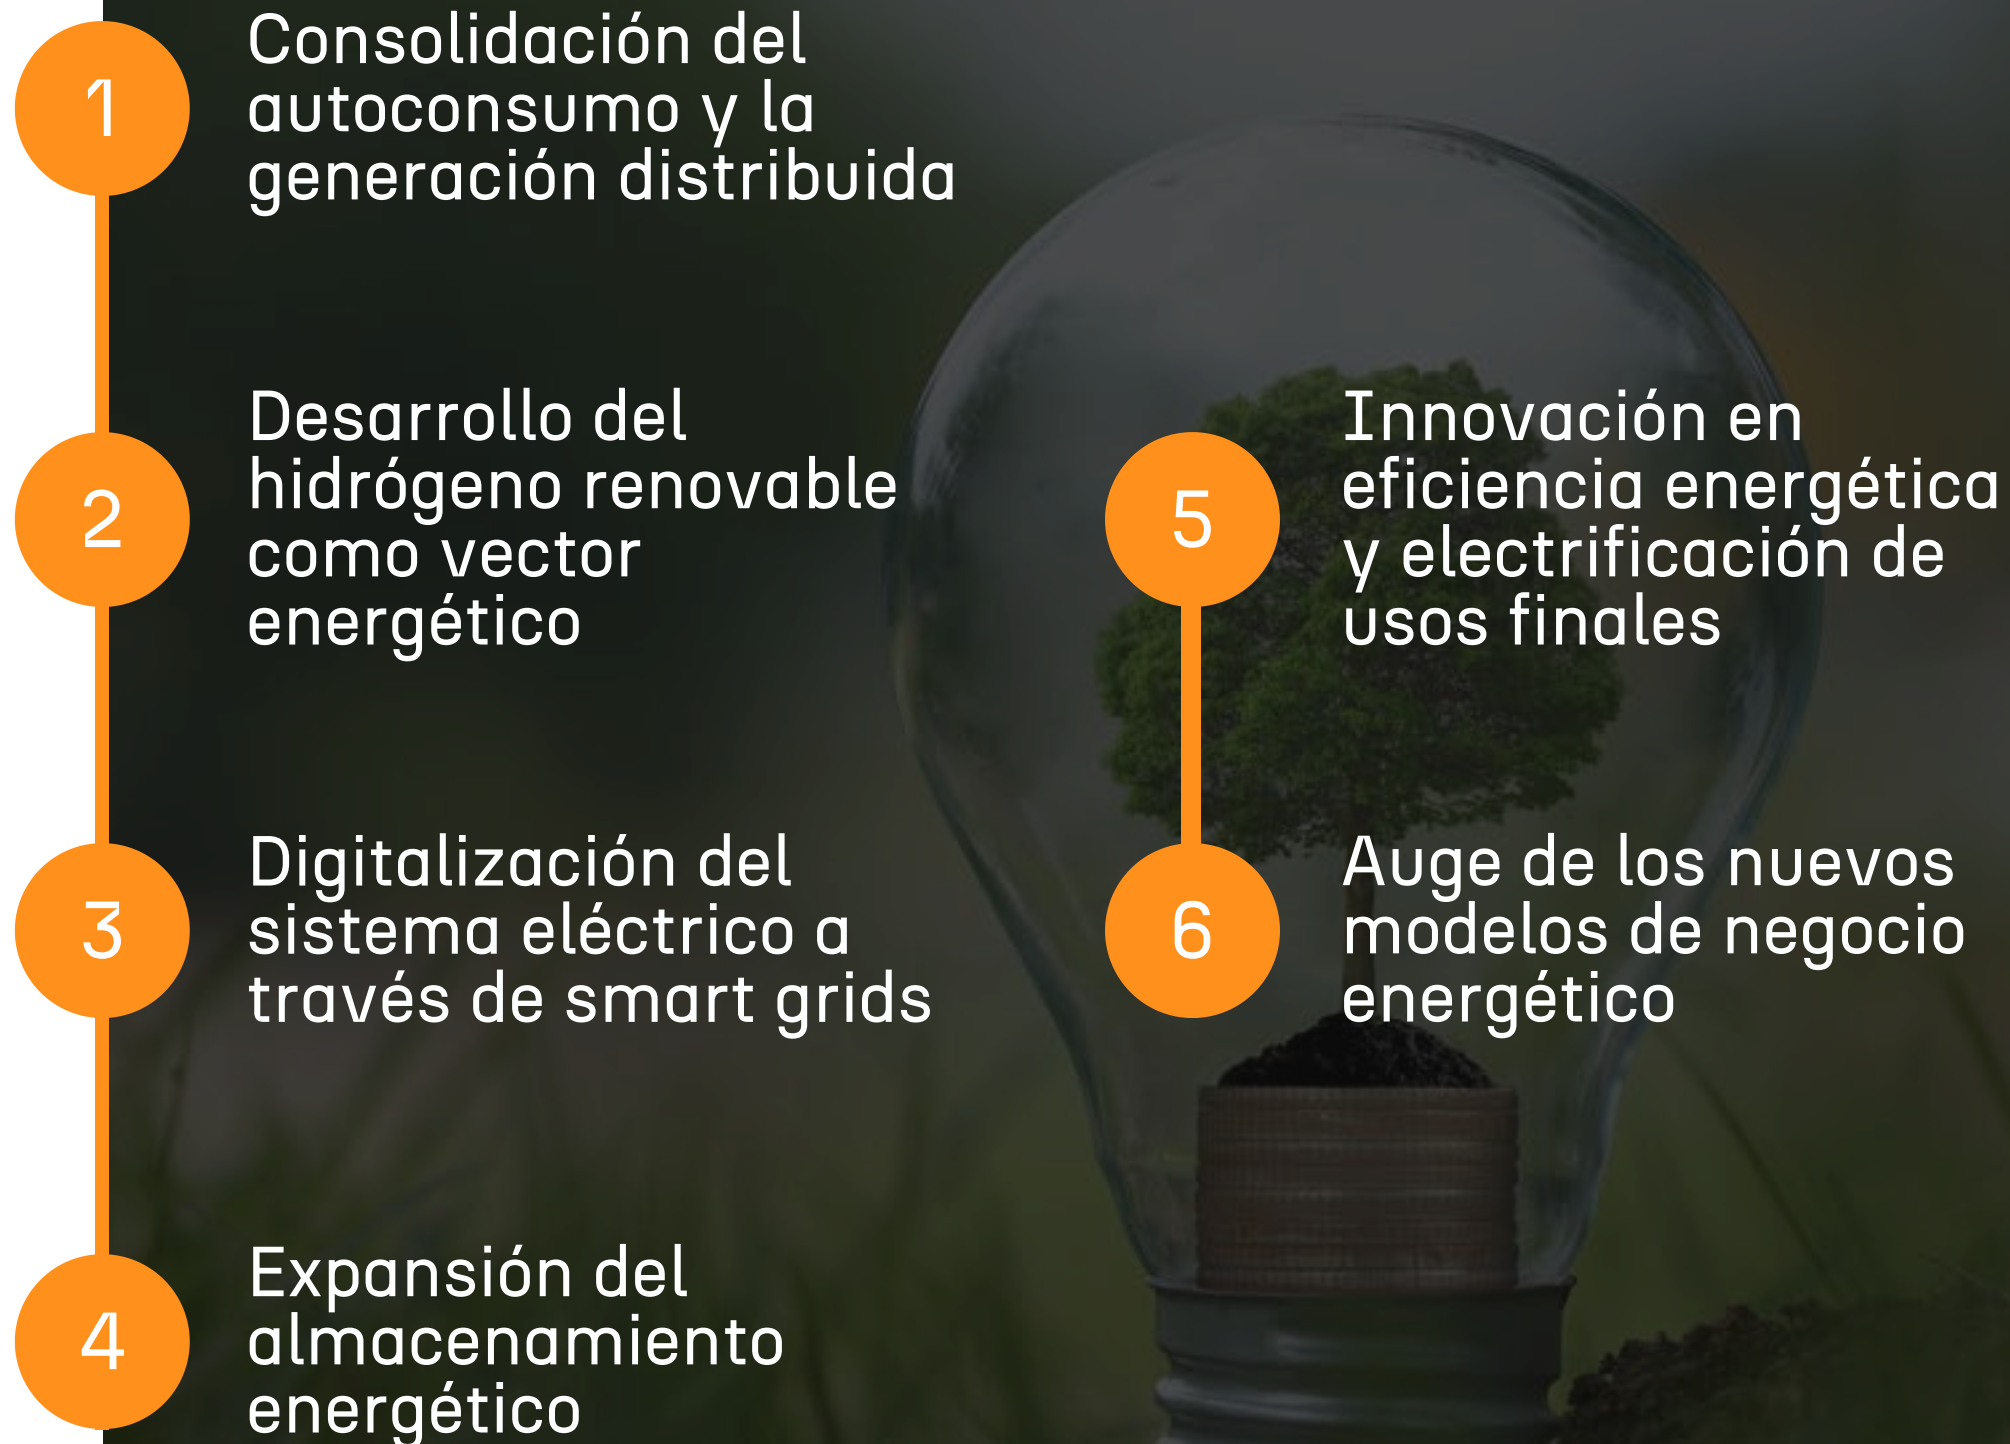 1
Consolidación del
autoconsumo y la
generación distribuida
2
Desarrollo del
hidrógeno renovable
como vector
energético
3
Digitalización del
sistema eléctrico a
través de smart grids
4
Expansión del
almacenamiento
energético
5
Innovación en
eficiencia energética
y electrificación de
usos finales
6
Auge de los nuevos
modelos de negocio
energético